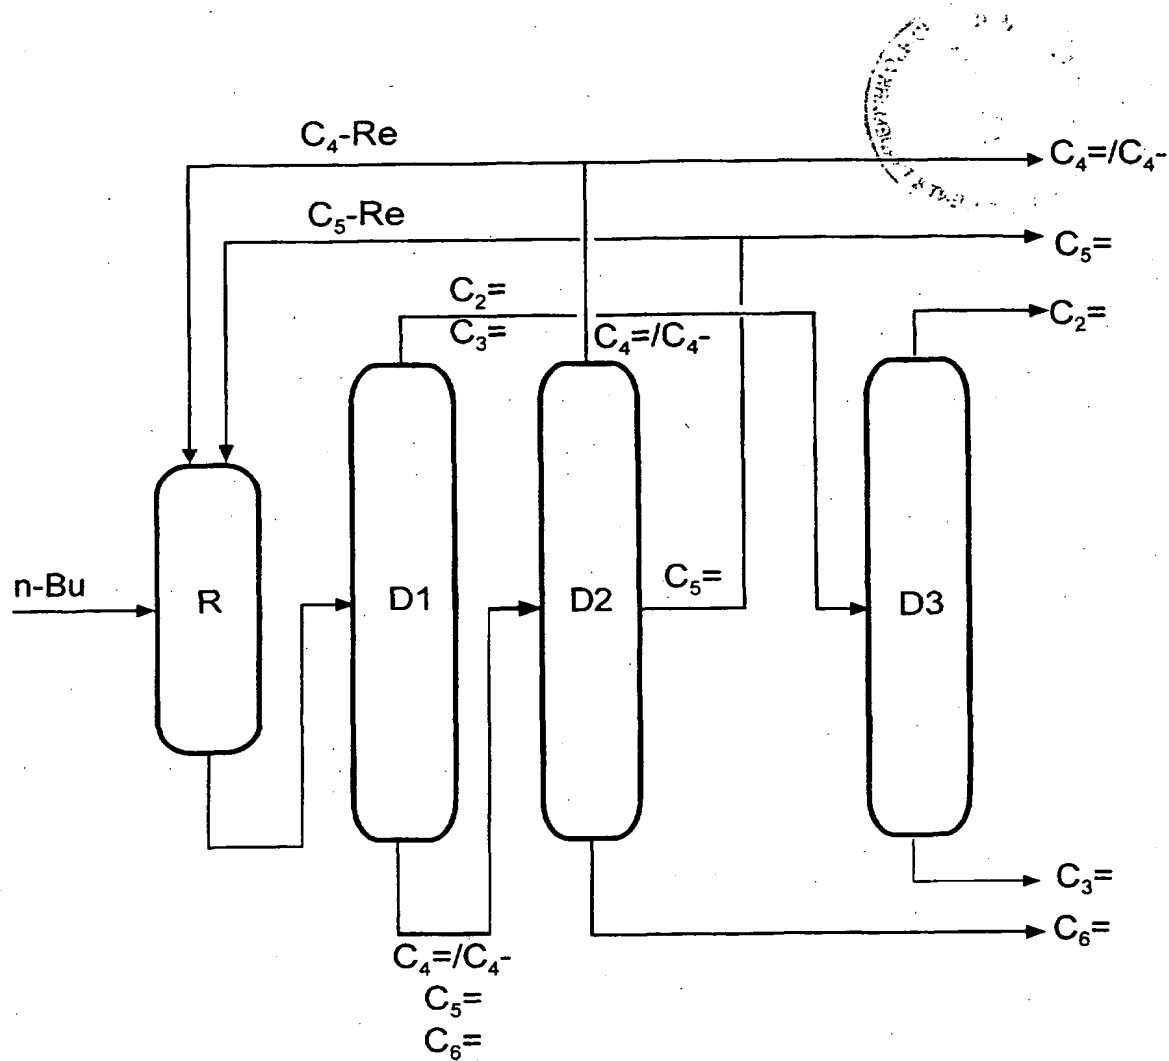 C₄-Re
C₄=/C₄-
C₅-Re
C₅=
C₂=
C₃=
C₂=
C₄=/C₄-
n-Bu
R
D1
D2
C₅=
D3
C₃=
C₆=
C₄=/C₄-
C₅=
C₆=